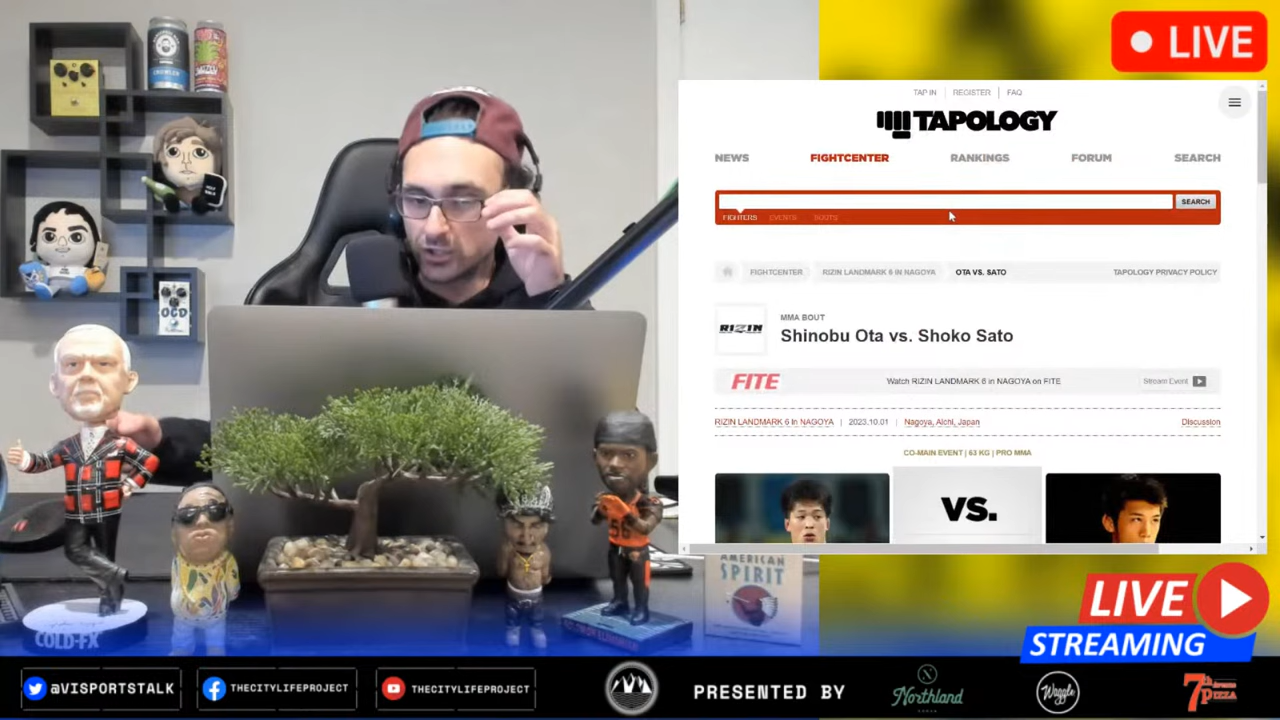 LIVE
TAP IN
REGISTER
FAQ
TAPOLOGY
NEWS
FIGHTCENTER
RANKINGS
FORUM
SEARCH
SEARCH
FIGHTERS
EVENTS
BOUTS
FIGHTCENTER
RIZIN LANDMARK 6 IN NAGOYA
OTA VS. SATO
TAPOLOGY PRIVACY POLICY
RIZIN
MMA BOUT
Shinobu Ota vs. Shoko Sato
FITE
Watch RIZIN LANDMARK 6 in NAGOYA on FITE
Stream Event
RIZIN LANDMARK 6 in NAGOYA | 2023.10.01 | Nagoya, Aichi, Japan
Discussion
CO-MAIN EVENT | 63 KG | PRO MMA
VS.
OCD
COLD-FX
AMERICAN
SPIRIT
LIVE
STREAMING
@VISPORTSTALK
THECITYLIFEPROJECT
THECITYLIFEPROJECT
PRESENTED BY
Northland
Waggle
7th Avenue
PIZZA